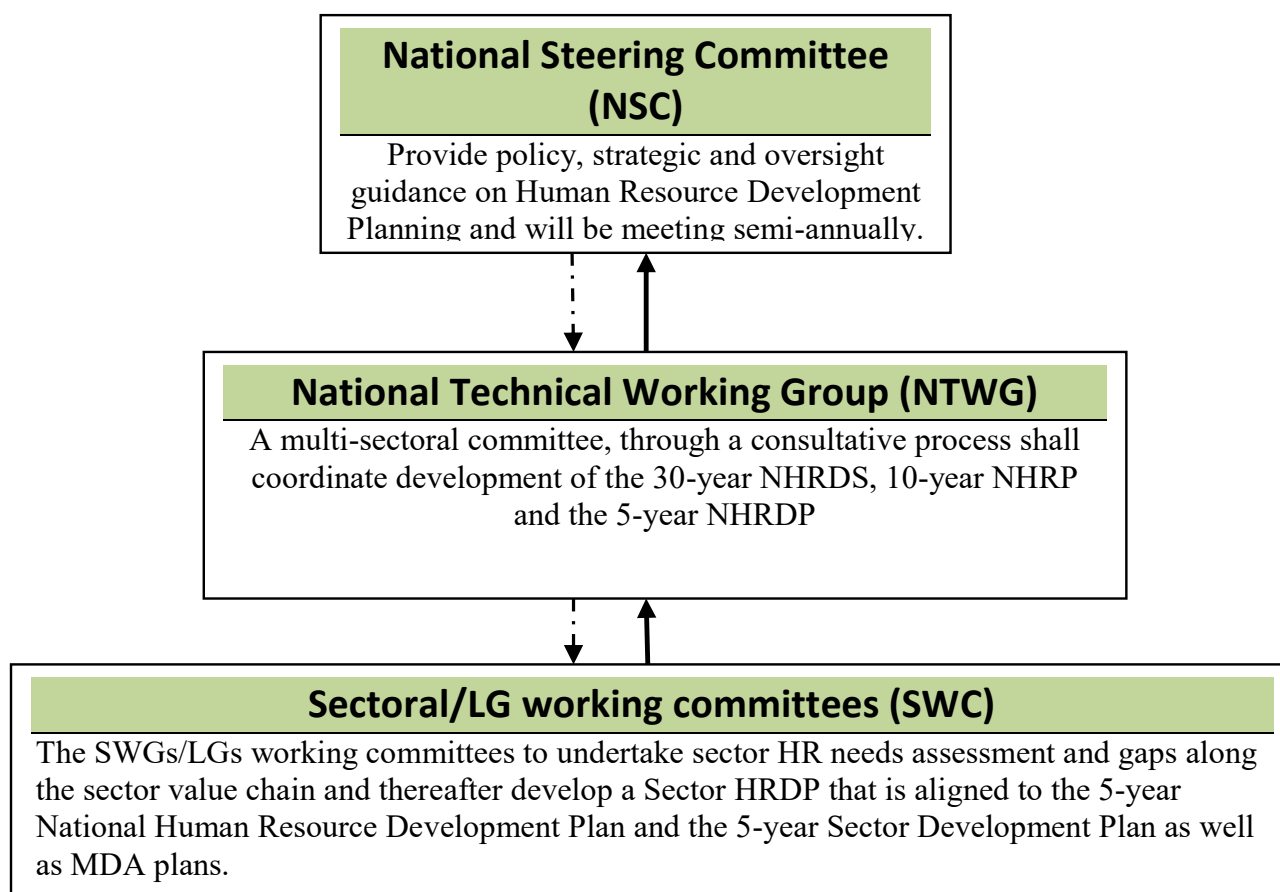 National Steering Committee
(NSC)
Provide policy, strategic and oversight
guidance on Human Resource Development
Planning and will be meeting semi-annually.
National Technical Working Group (NTWG)
A multi-sectoral committee, through a consultative process shall
coordinate development of the 30-year NHRDS, 10-year NHRP
and the 5-year NHRDP
Sectoral/LG working committees (SWC)
The SWGs/LGs working committees to undertake sector HR needs assessment and gaps along
the sector value chain and thereafter develop a Sector HRDP that is aligned to the 5-year
National Human Resource Development Plan and the 5-year Sector Development Plan as well
as MDA plans.